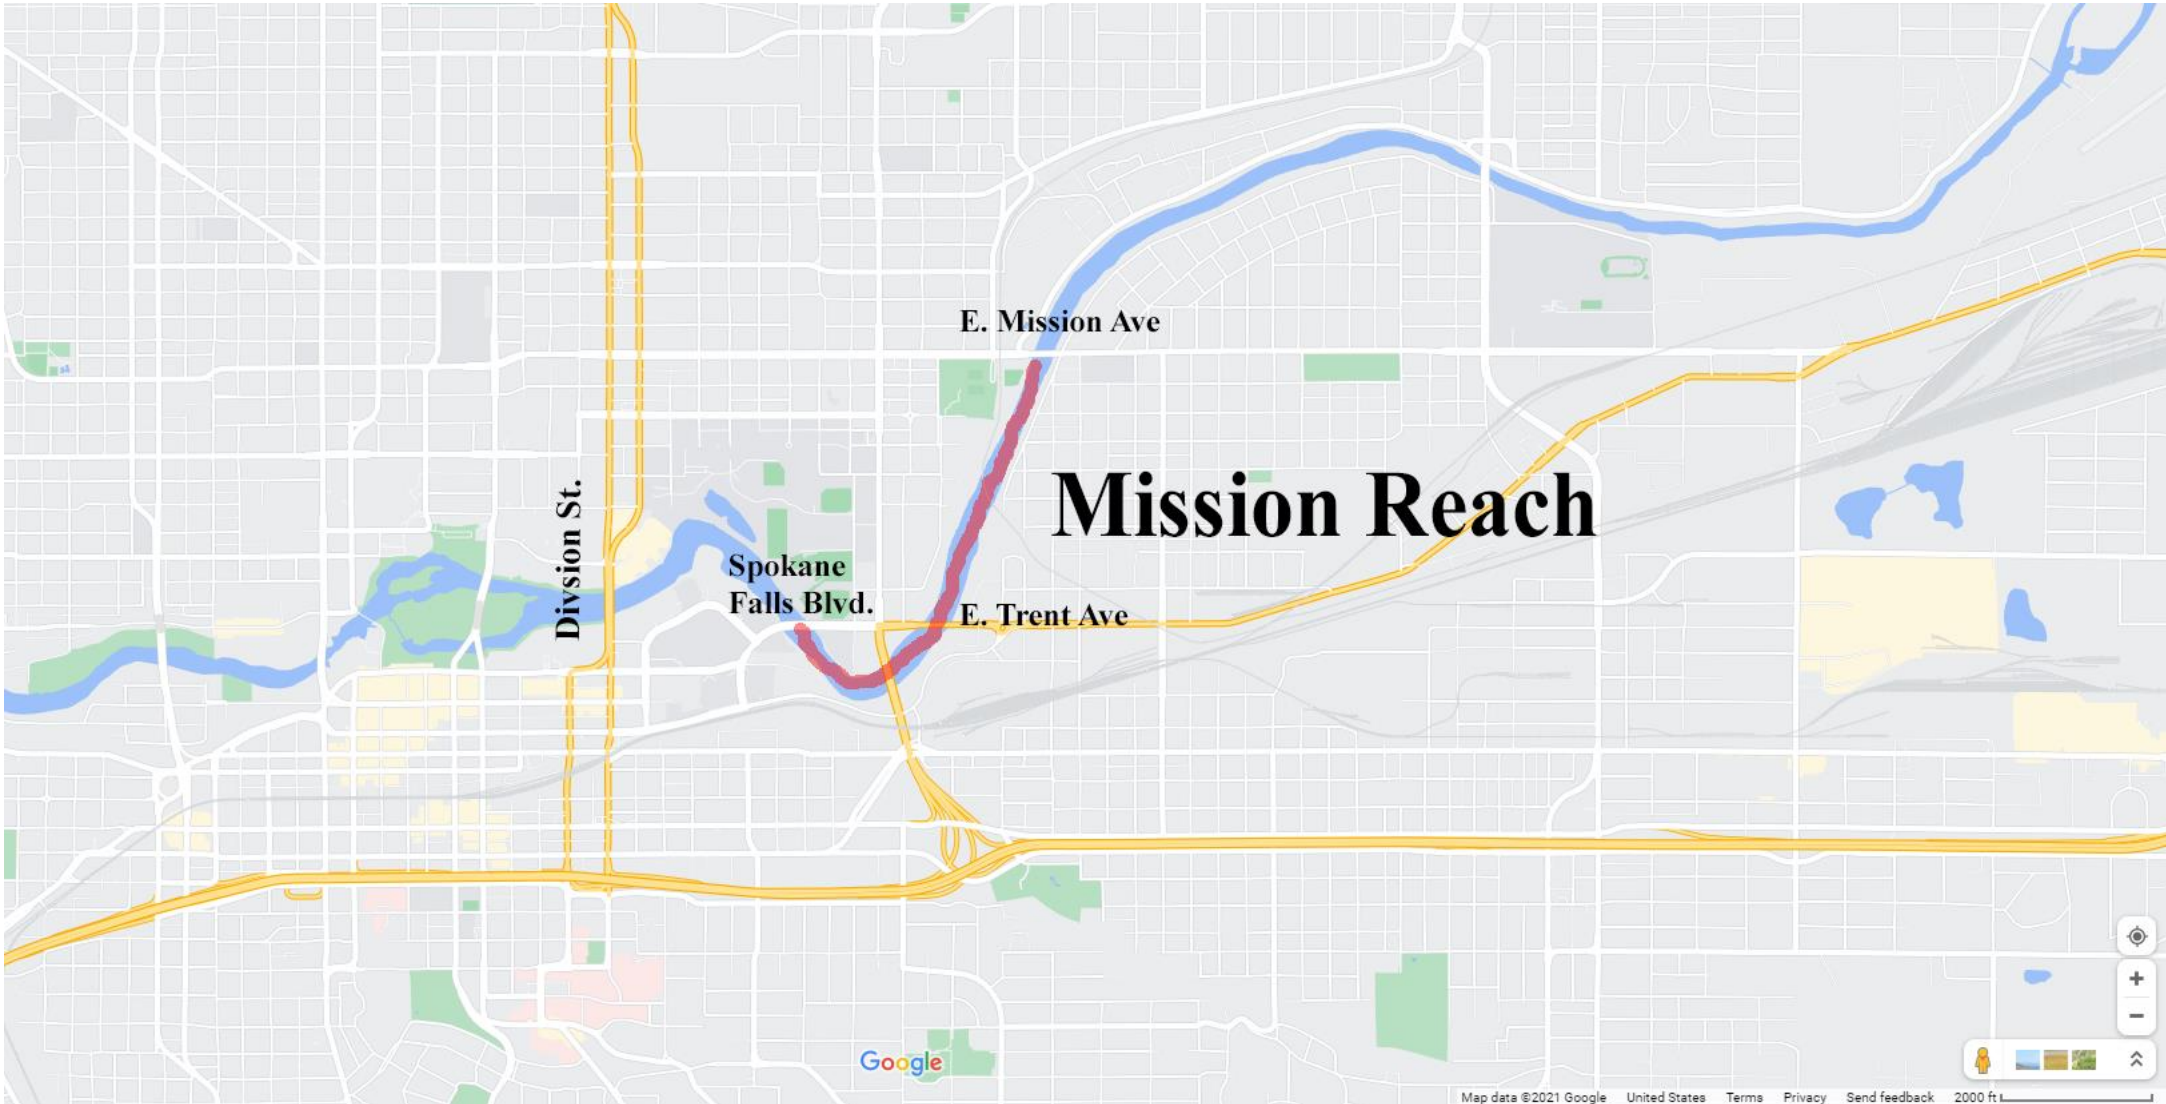 E. Mission Ave
Mission Reach
Divsion St.
Spokane
Falls Blvd.
E. Trent Ave
Google
Map data ©2021 Google United States Terms Privacy Send feedback 2000 ft